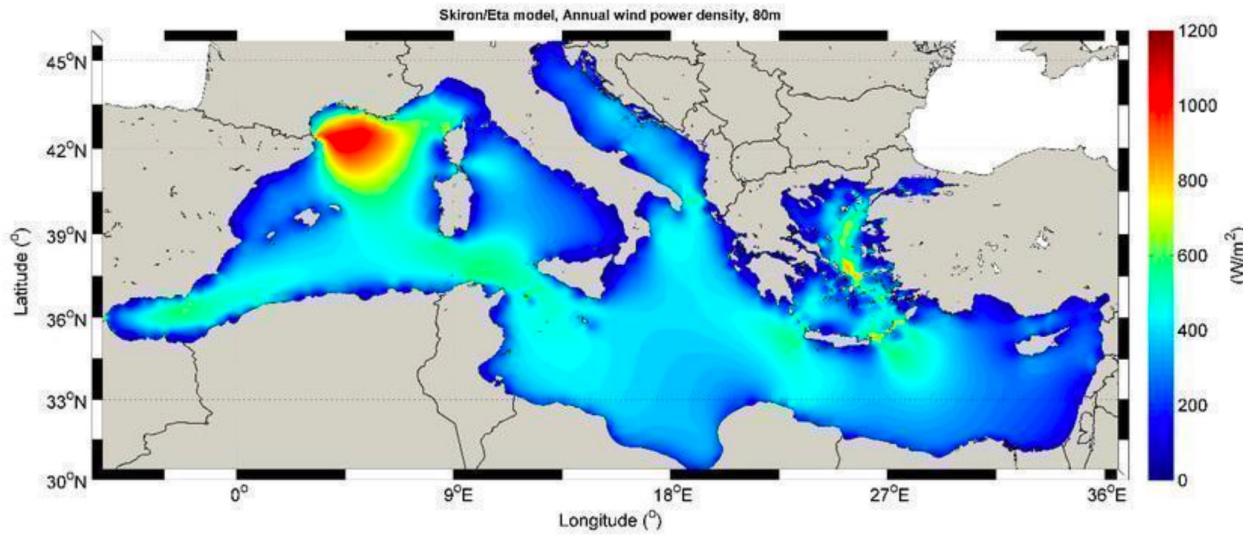 Skiron/Eta model, Annual wind power density, 80m
45°N
42°N
39°N
36°N
33°N
30°N
Latitude (°)
0°
9°E
18°E
27°E
36°E
Longitude (°)
1200
1000
800
600
400
200
0
(W/m²)